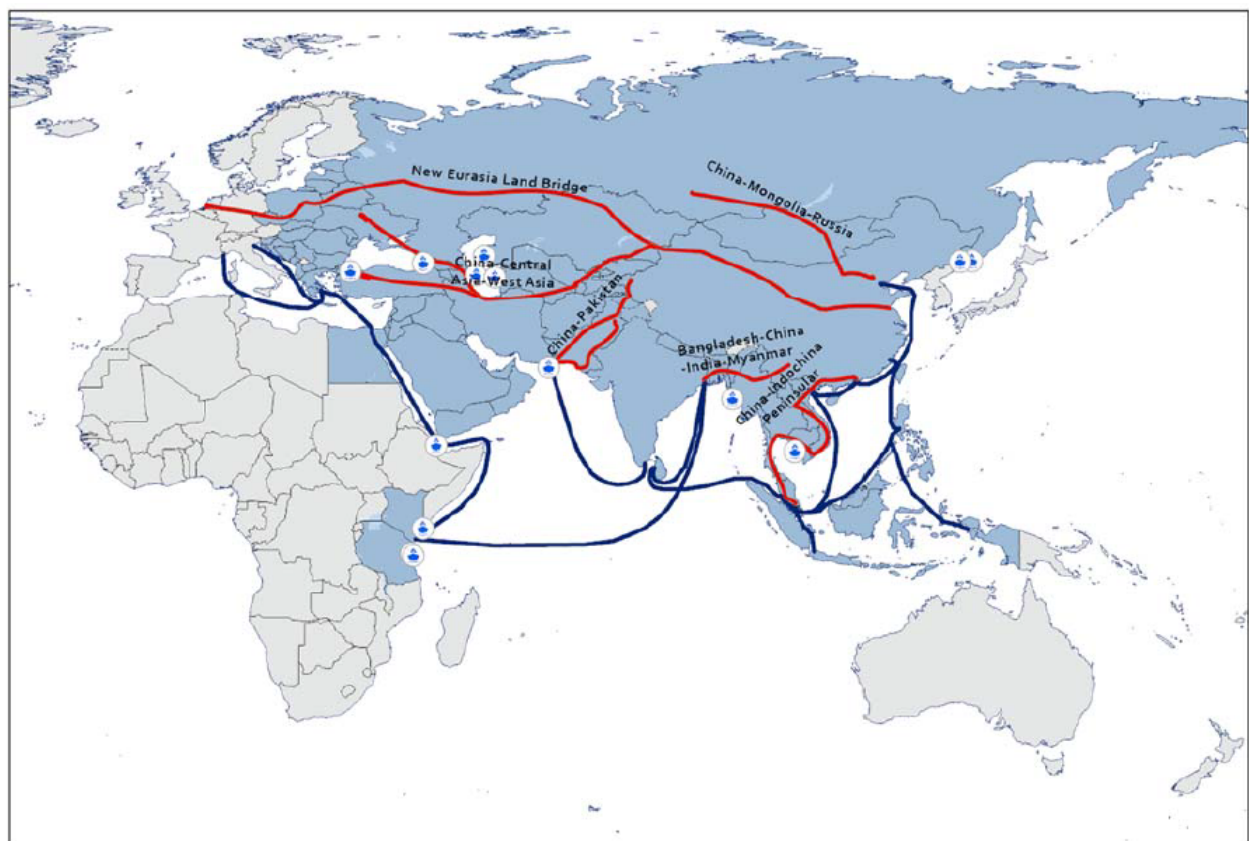 New Eurasia Land Bridge
China-Mongolia-Russia
China-Central
Asia-West Asia
China-Pakistan
Bangladesh-China
-India-Myanmar
China-Indochina
Peninsular